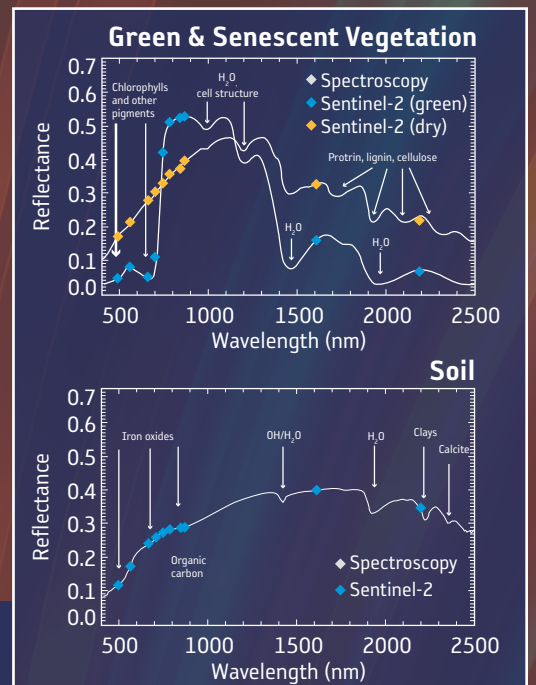 Green & Senescent Vegetation
0.7
0.6
0.5
0.4
0.3
0.2
0.1
0.0
Reflectance
Chlorophylls
and other
pigments
H₂O,
cell structure
Spectroscopy
Sentinel-2 (green)
Sentinel-2 (dry)
Protrin, lignin, cellulose
H₂O
H₂O
500 1000 1500 2000 2500
Wavelength (nm)
Soil
0.7
0.6
0.5
0.4
0.3
0.2
0.1
0.0
Reflectance
Iron oxides
OH/H₂O
H₂O
Clays
Calcite
Organic
carbon
Spectroscopy
Sentinel-2
500 1000 1500 2000 2500
Wavelength (nm)